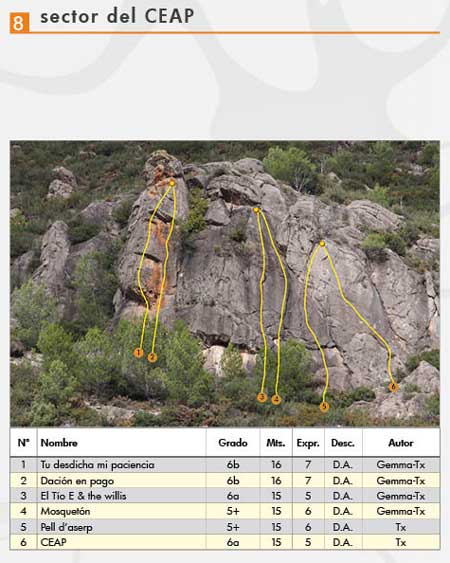 8 sector del CEAP
1 2 3 4 5 6
N° Nombre Grado Mts. Expr. Desc. Autor
1 Tu desdicha mi paciencia 6b 16 7 D.A. Gemma-Tx
2 Dación en pago 6b 16 7 D.A. Gemma-Tx
3 El Tío E & the willis 6a 15 5 D.A. Gemma-Tx
4 Mosquetón 5+ 15 6 D.A. Gemma-Tx
5 Pell d'aserp 5+ 15 6 D.A. Tx
6 CEAP 6a 15 5 D.A. Tx